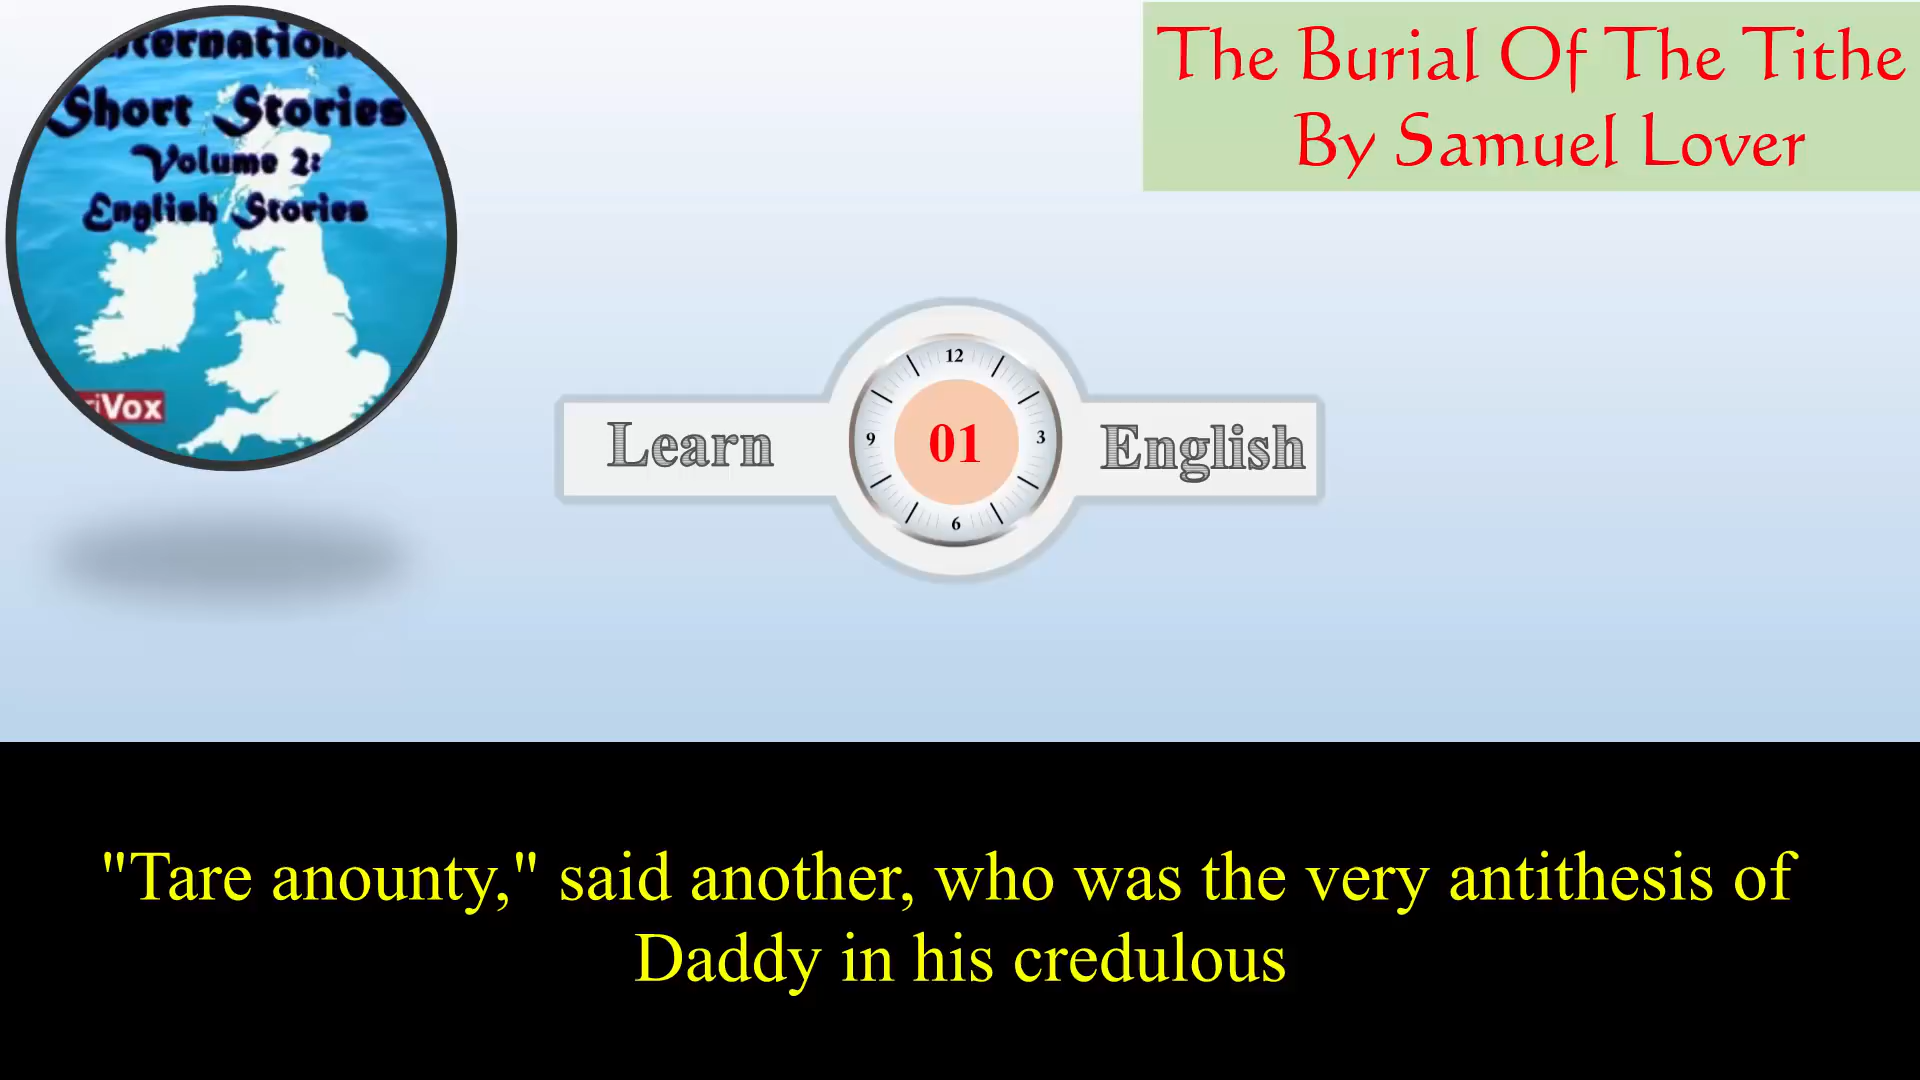 Short Stories
Volume 2:
English Stories
The Burial Of The Tithe
By Samuel Lover
12
9
01
3
6
Learn
English
"Tare anounty," said another, who was the very antithesis of
Daddy in his credulous